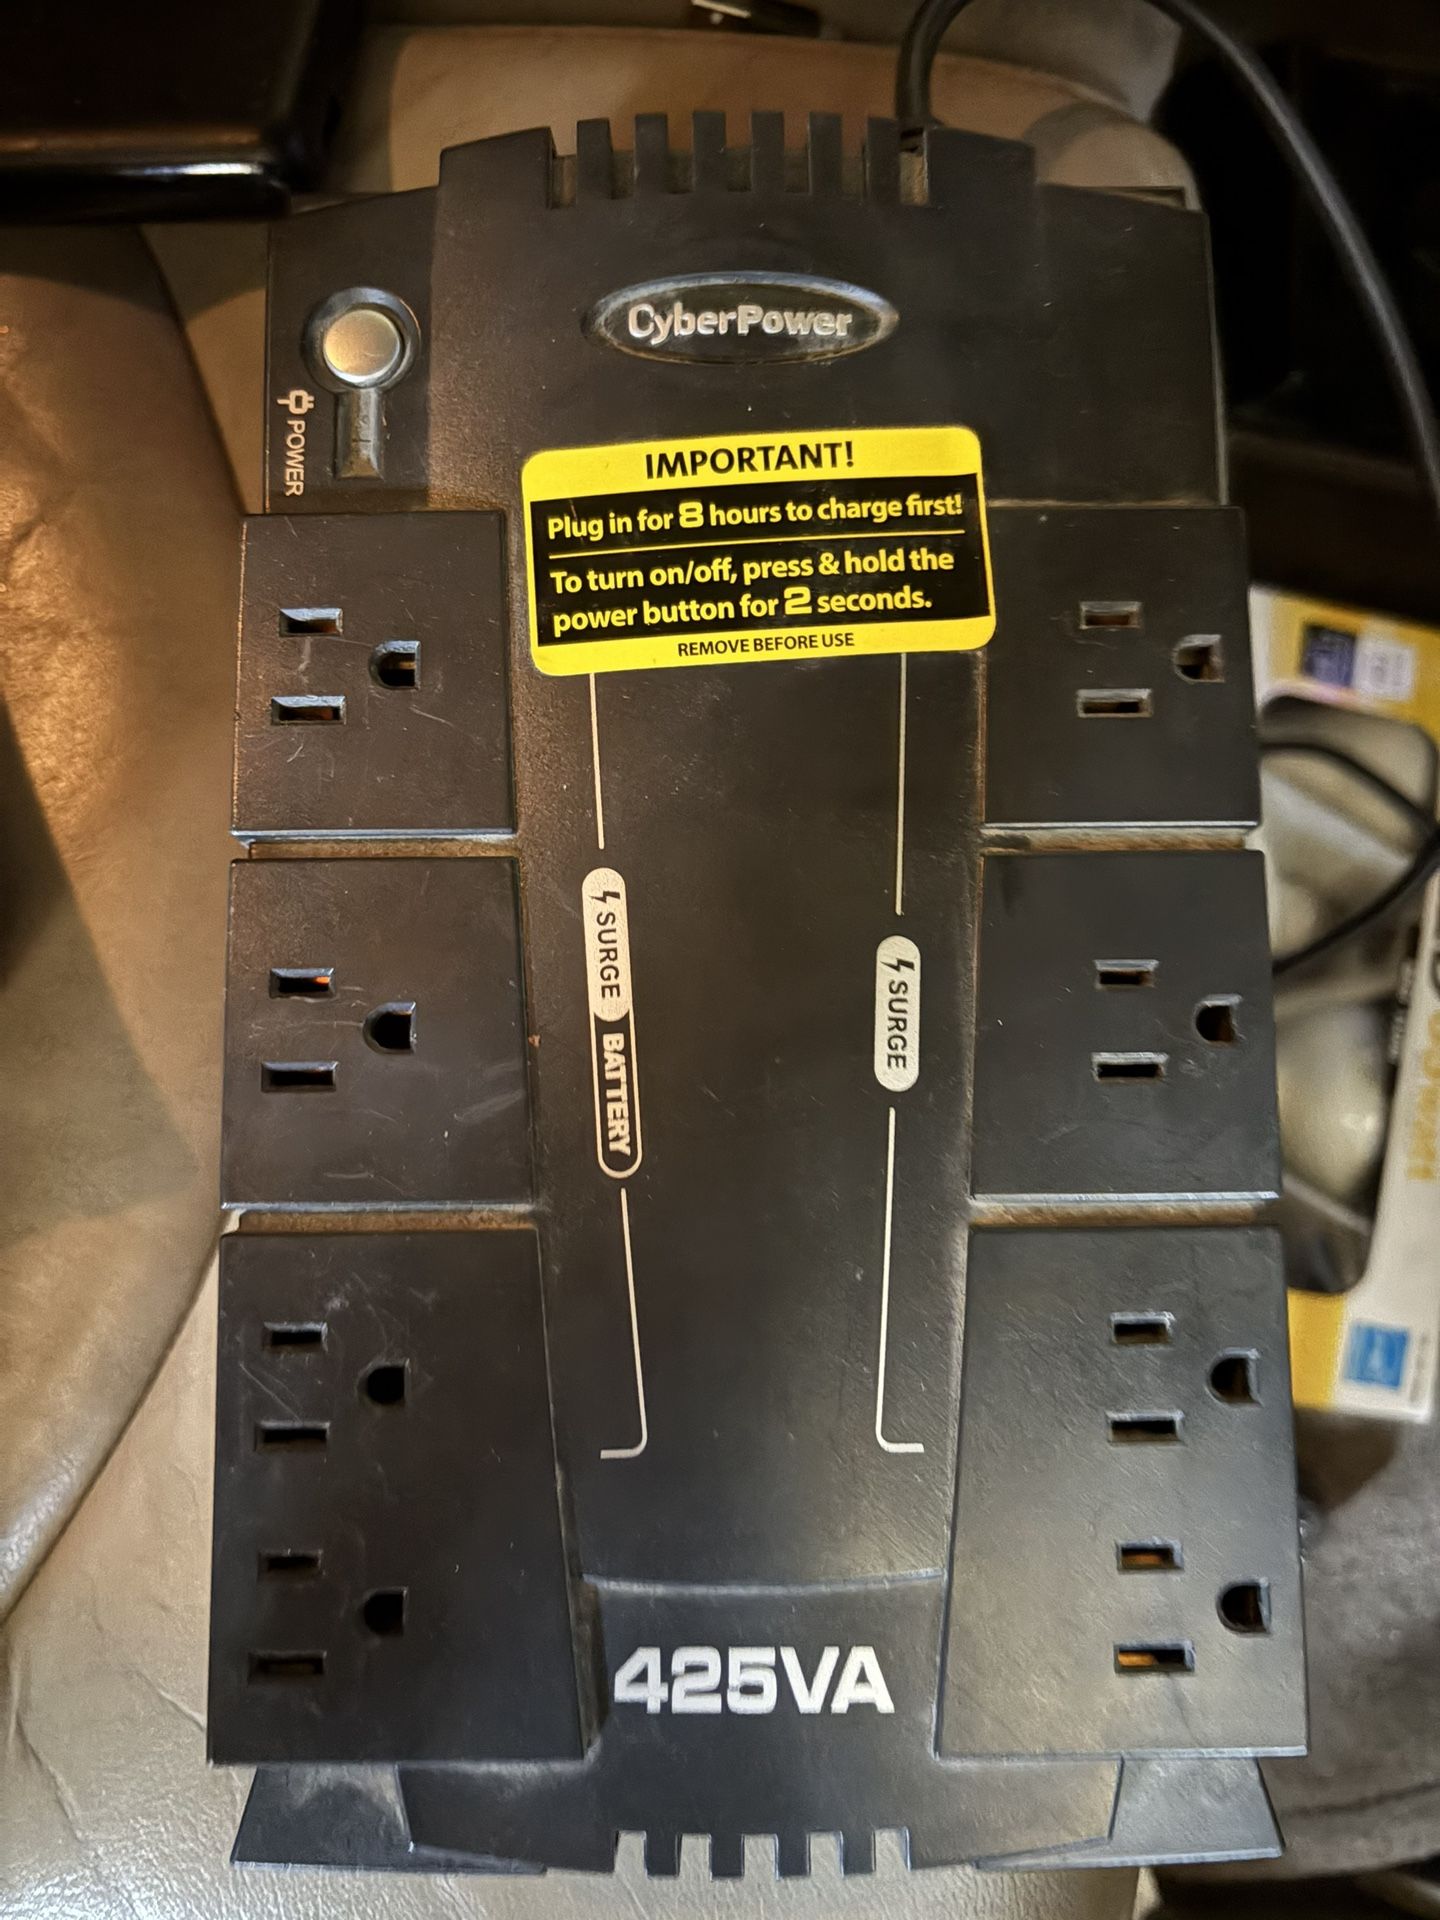 CyberPower
POWER
IMPORTANT!
Plug in for 8 hours to charge first!
To turn on/off, press & hold the
power button for 2 seconds.
REMOVE BEFORE USE
SURGE
BATTERY
SURGE
425VA